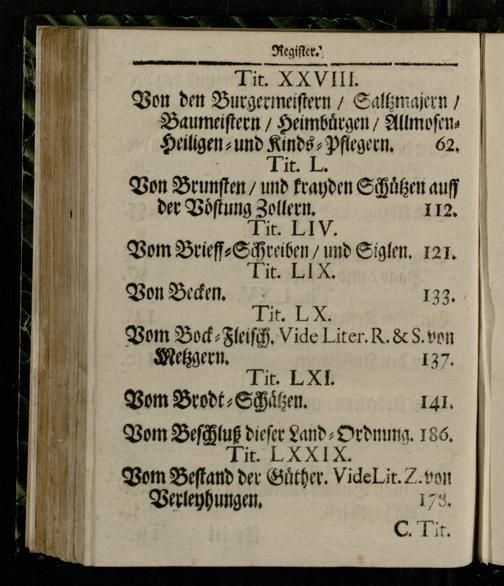 Register.
Tit. XXVIII.
Von den Burgermeistern / Saltzmajern /
Baumeistern / Heimbürgen / Allmosen-
Heiligen- und Kinds-Pflegern. 62.
Tit. L.
Von Brunsten / und krayden Schützen auff
der Vöstung Zollern. 112.
Tit. LIV.
Vom Brieff-Schreiben / und Siglen. 121.
Tit. LIX.
Von Becken. 133.
Tit. LX.
Vom Bock-Fleisch. Vide Liter. R. & S. von
Metzgern. 137.
Tit. LXI.
Vom Brodt-Schätzen. 141.
Vom Beschluß dieser Land-Ordnung. 186.
Tit. LXXIX.
Vom Bestand der Güther. Vide Lit. Z. von
Verleyhungen. 178.
C. Tit.